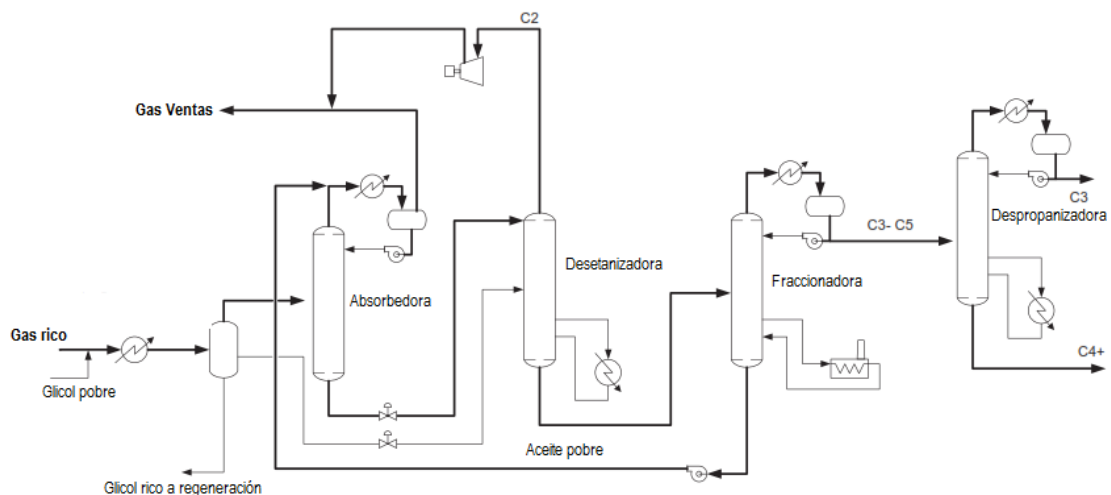 C2
Gas Ventas
C3
Despropanizadora
C3- C5
Desetanizadora
Fraccionadora
Absorbedora
Gas rico
C4+
Glicol pobre
Aceite pobre
Glicol rico a regeneración